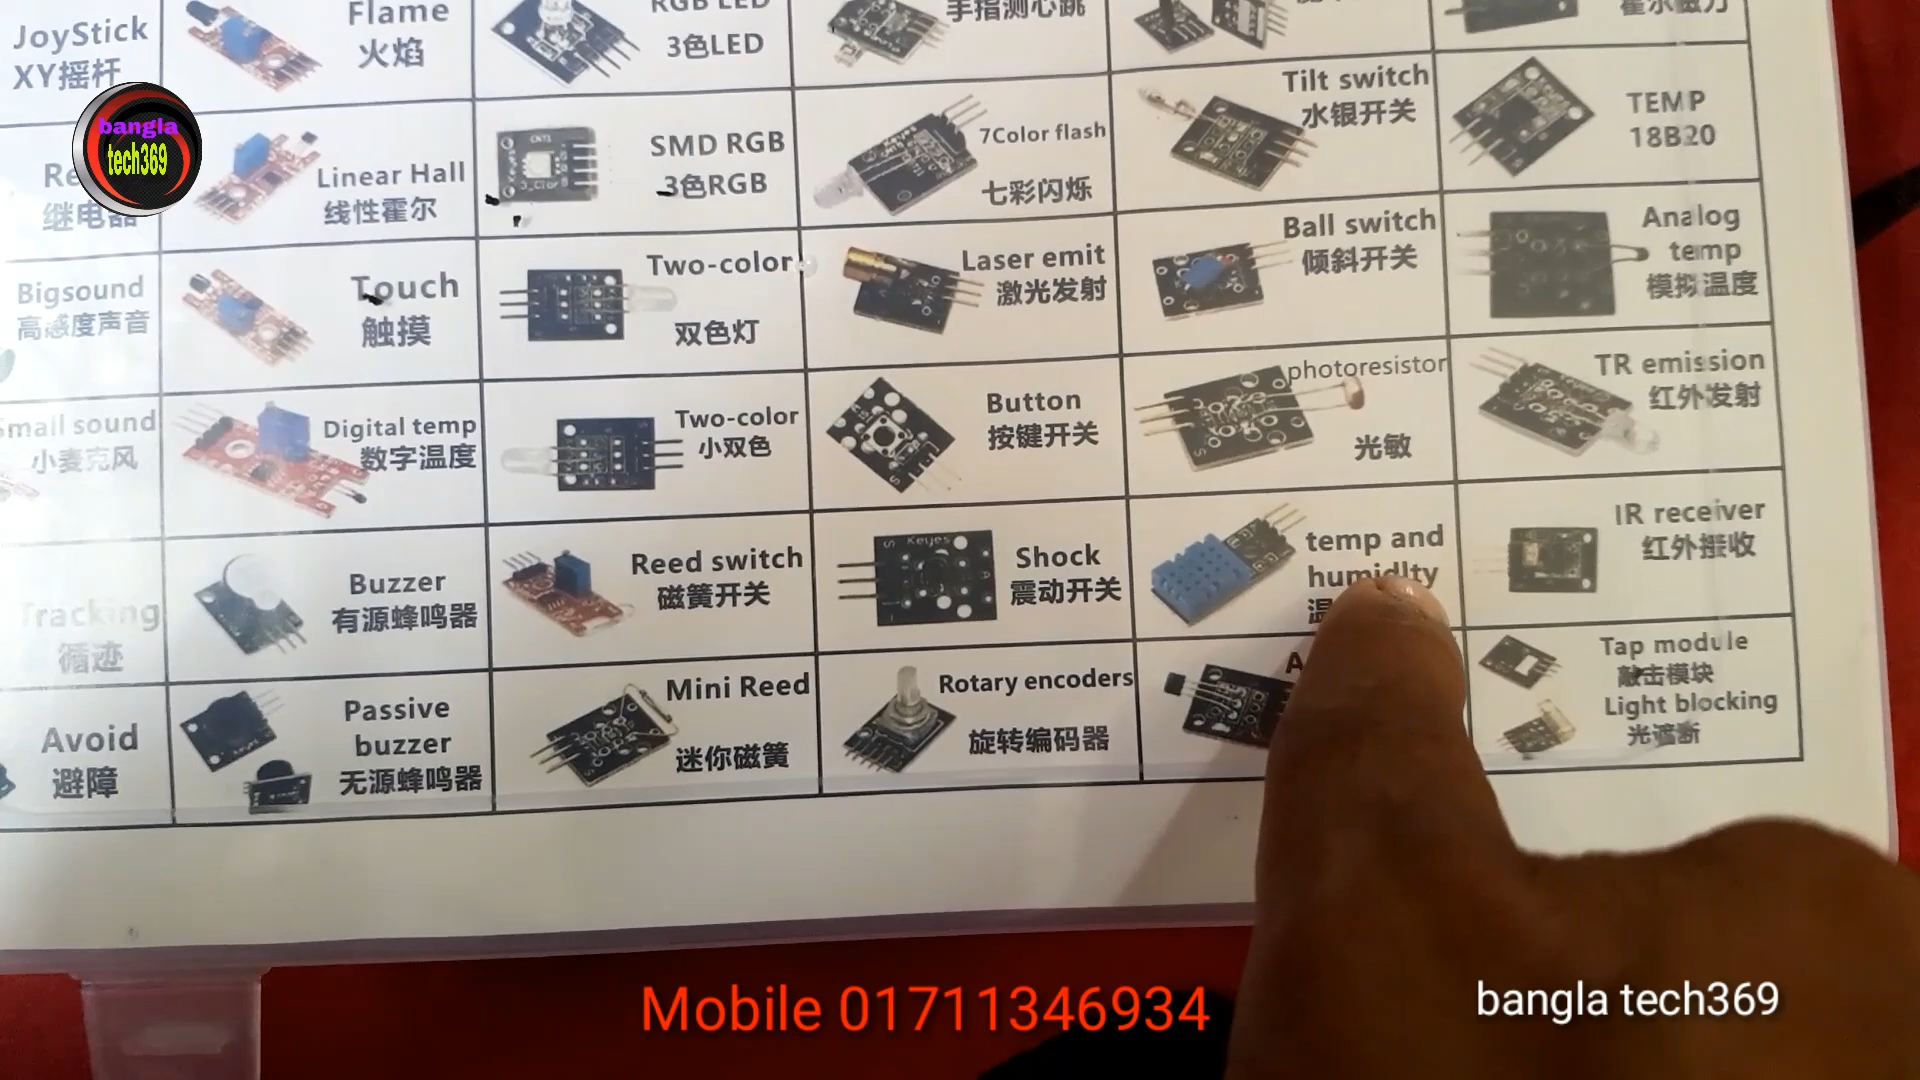 JoyStick
XY摇杆
Flame
火焰
3色LED
手指测心跳
bangla
tech369
继电器
Linear Hall
线性霍尔
SMD RGB
3色RGB
7Color flash
七彩闪烁
Tilt switch
水银开关
TEMP
18B20
Bigsound
高感度声音
Touch
触摸
Two-color
双色灯
Laser emit
激光发射
Ball switch
倾斜开关
Analog
temp
模拟温度
Small sound
小麦克风
Digital temp
数字温度
Two-color
小双色
Button
按键开关
photoresistor
光敏
TR emission
红外发射
Tracking
循迹
Buzzer
有源蜂鸣器
Reed switch
磁簧开关
Keyes
Shock
震动开关
temp and
humidlty
IR receiver
红外接收
Avoid
避障
Passive
buzzer
无源蜂鸣器
Mini Reed
迷你磁簧
Rotary encoders
旋转编码器
Tap module
敲击模块
Light blocking
光遮断
Mobile 01711346934
bangla tech369